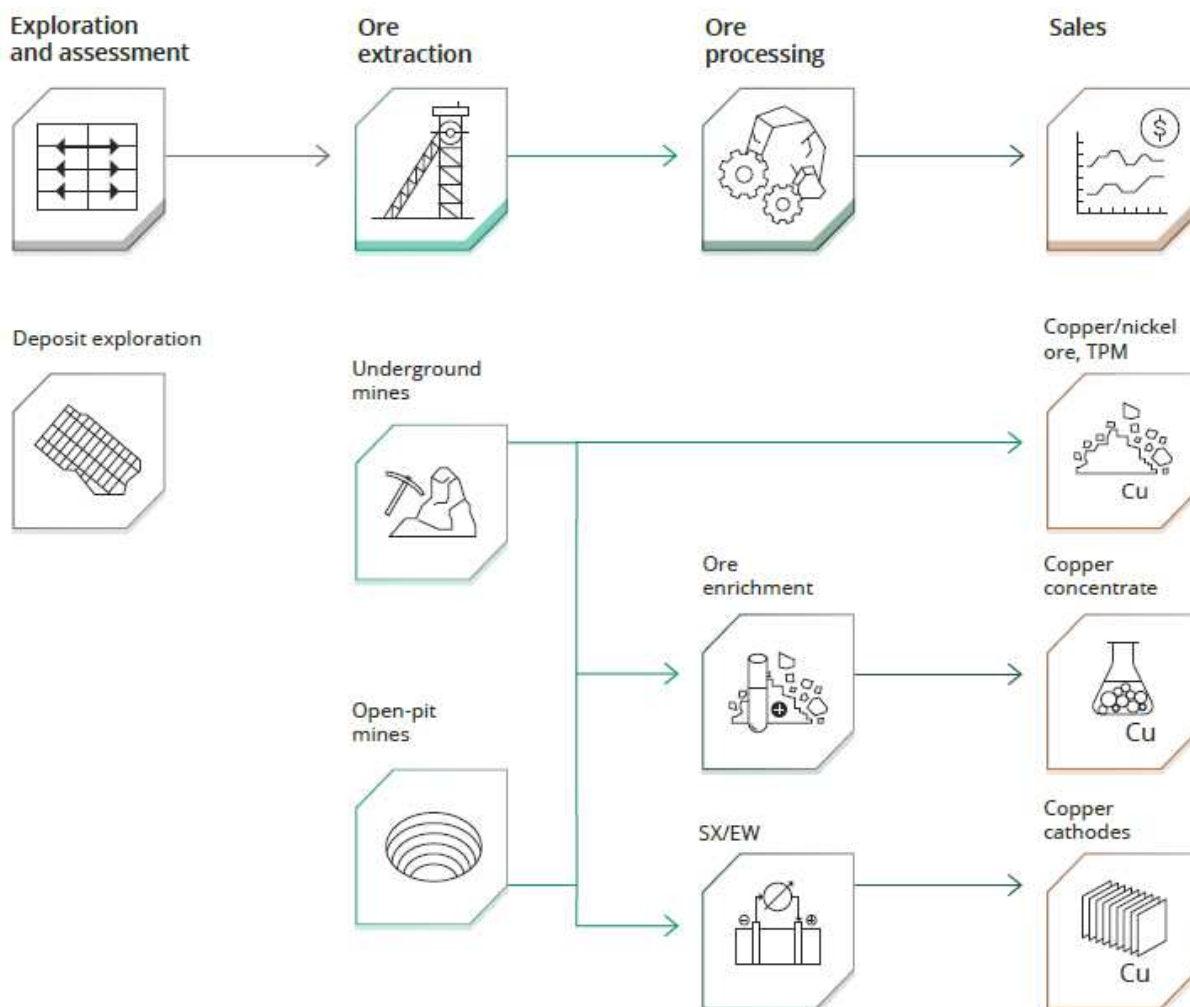 Exploration
and assessment
Ore
extraction
Ore
processing
Sales
$
Deposit exploration
Underground
mines
Copper/nickel
ore, TPM
Cu
Ore
enrichment
Copper
concentrate
Cu
Open-pit
mines
SX/EW
Copper
cathodes
Cu